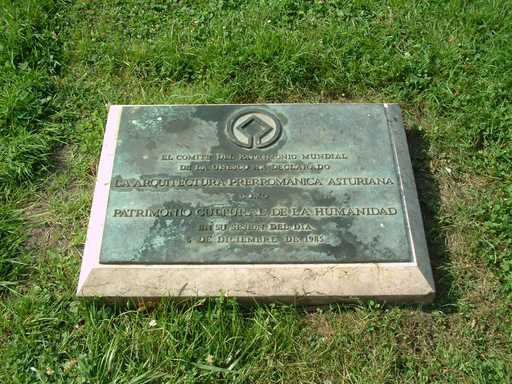 EL COMITÉ DEL PATRIMONIO MUNDIAL
DE LA UNESCO HA DECLARADO
LA ARQUITECTURA PRERROMÁNICA ASTURIANA
COMO
PATRIMONIO CULTURAL DE LA HUMANIDAD
EN SU SESIÓN DEL DÍA
6 DE DICIEMBRE DE 1985